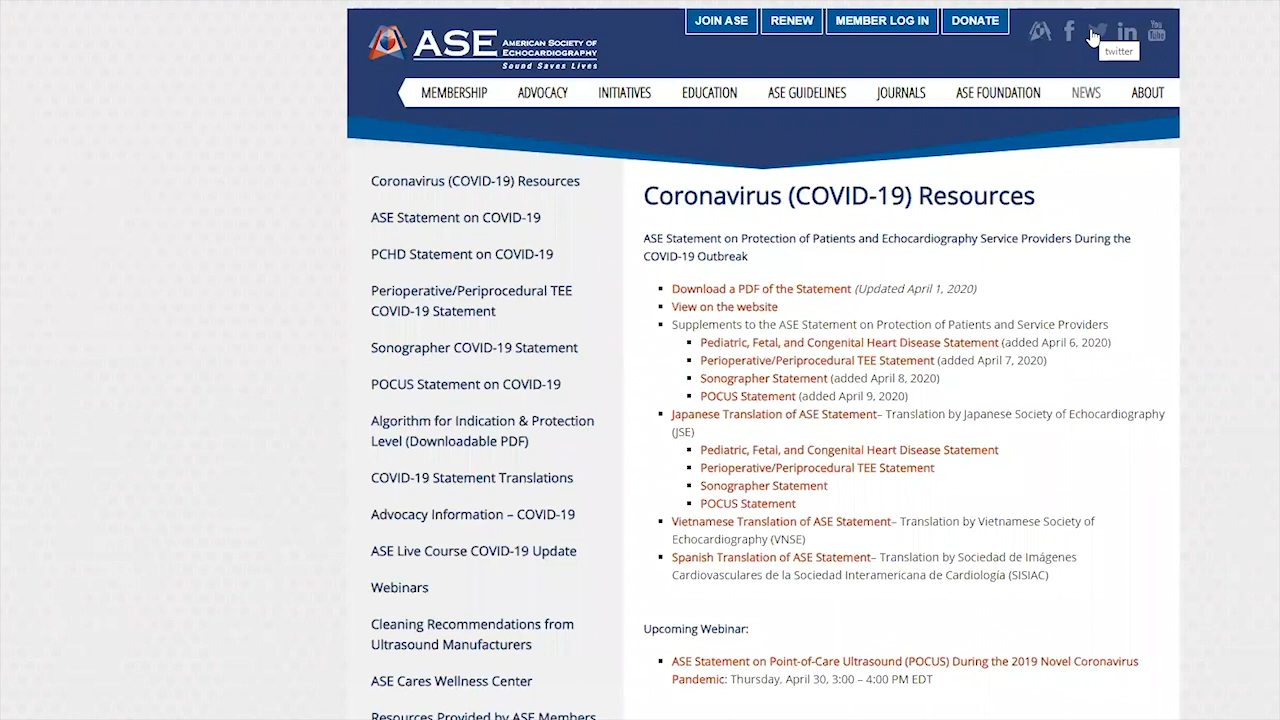 JOIN ASE RENEW MEMBER LOG IN DONATE
ASE AMERICAN SOCIETY OF
ECHOCARDIOGRAPHY
Sound Saves Lives
You
Tube
twitter
MEMBERSHIP ADVOCACY INITIATIVES EDUCATION ASE GUIDELINES JOURNALS ASE FOUNDATION NEWS ABOUT
Coronavirus (COVID-19) Resources
ASE Statement on COVID-19
PCHD Statement on COVID-19
Perioperative/Periprocedural TEE
COVID-19 Statement
Sonographer COVID-19 Statement
POCUS Statement on COVID-19
Algorithm for Indication & Protection
Level (Downloadable PDF)
COVID-19 Statement Translations
Advocacy Information – COVID-19
ASE Live Course COVID-19 Update
Webinars
Cleaning Recommendations from
Ultrasound Manufacturers
ASE Cares Wellness Center
Resources Provided by ASE Members
Coronavirus (COVID-19) Resources
ASE Statement on Protection of Patients and Echocardiography Service Providers During the
COVID-19 Outbreak
Download a PDF of the Statement (Updated April 1, 2020)
View on the website
Supplements to the ASE Statement on Protection of Patients and Service Providers
Pediatric, Fetal, and Congenital Heart Disease Statement (added April 6, 2020)
Perioperative/Periprocedural TEE Statement (added April 7, 2020)
Sonographer Statement (added April 8, 2020)
POCUS Statement (added April 9, 2020)
Japanese Translation of ASE Statement– Translation by Japanese Society of Echocardiography
(JSE)
Pediatric, Fetal, and Congenital Heart Disease Statement
Perioperative/Periprocedural TEE Statement
Sonographer Statement
POCUS Statement
Vietnamese Translation of ASE Statement– Translation by Vietnamese Society of
Echocardiography (VNSE)
Spanish Translation of ASE Statement– Translation by Sociedad de Imágenes
Cardiovasculares de la Sociedad Interamericana de Cardiología (SISIAC)
Upcoming Webinar:
ASE Statement on Point-of-Care Ultrasound (POCUS) During the 2019 Novel Coronavirus
Pandemic: Thursday, April 30, 3:00 – 4:00 PM EDT